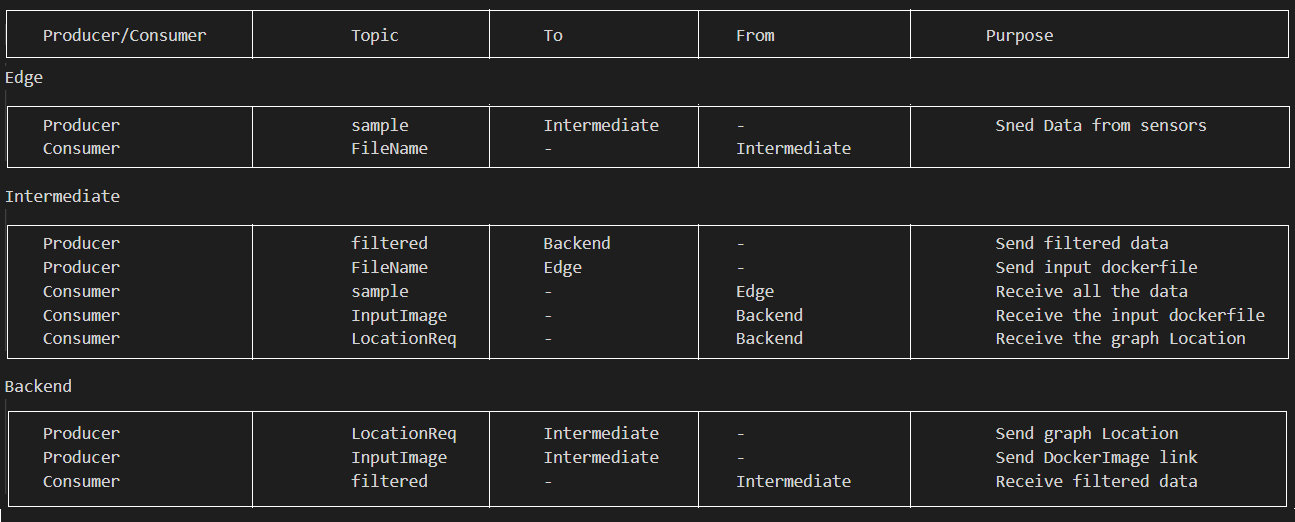 Producer/Consumer Topic To From Purpose
Edge
Producer sample Intermediate - Sned Data from sensors
Consumer FileName - Intermediate
Intermediate
Producer filtered Backend - Send filtered data
Producer FileName Edge - Send input dockerfile
Consumer sample - Edge Receive all the data
Consumer InputImage - Backend Receive the input dockerfile
Consumer LocationReq - Backend Receive the graph Location
Backend
Producer LocationReq Intermediate - Send graph Location
Producer InputImage Intermediate - Send DockerImage link
Consumer filtered - Intermediate Receive filtered data